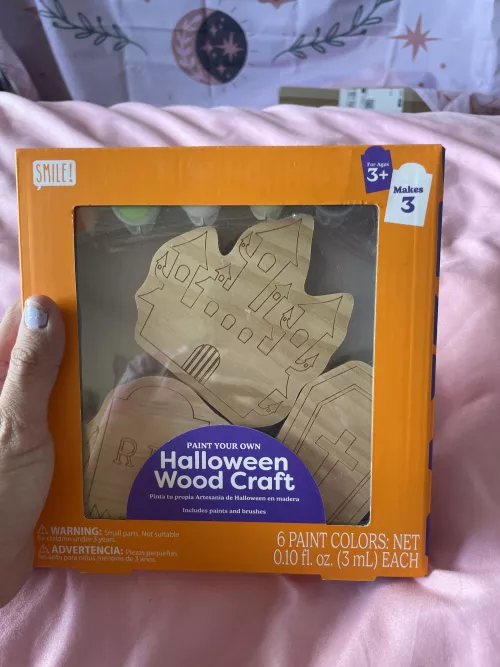 SMILE!
For Ages
3+
Makes
3
PAINT YOUR OWN
Halloween
Wood Craft
Pinta tu propia Artesania de Halloween en madera
Includes paints and brushes
WARNING: Small parts. Not suitable
for children under 3 years.
ADVERTENCIA: Piezas pequeñas.
No apto para niños menores de 3 años.
6 PAINT COLORS: NET
0.10 fl. oz. (3 mL) EACH